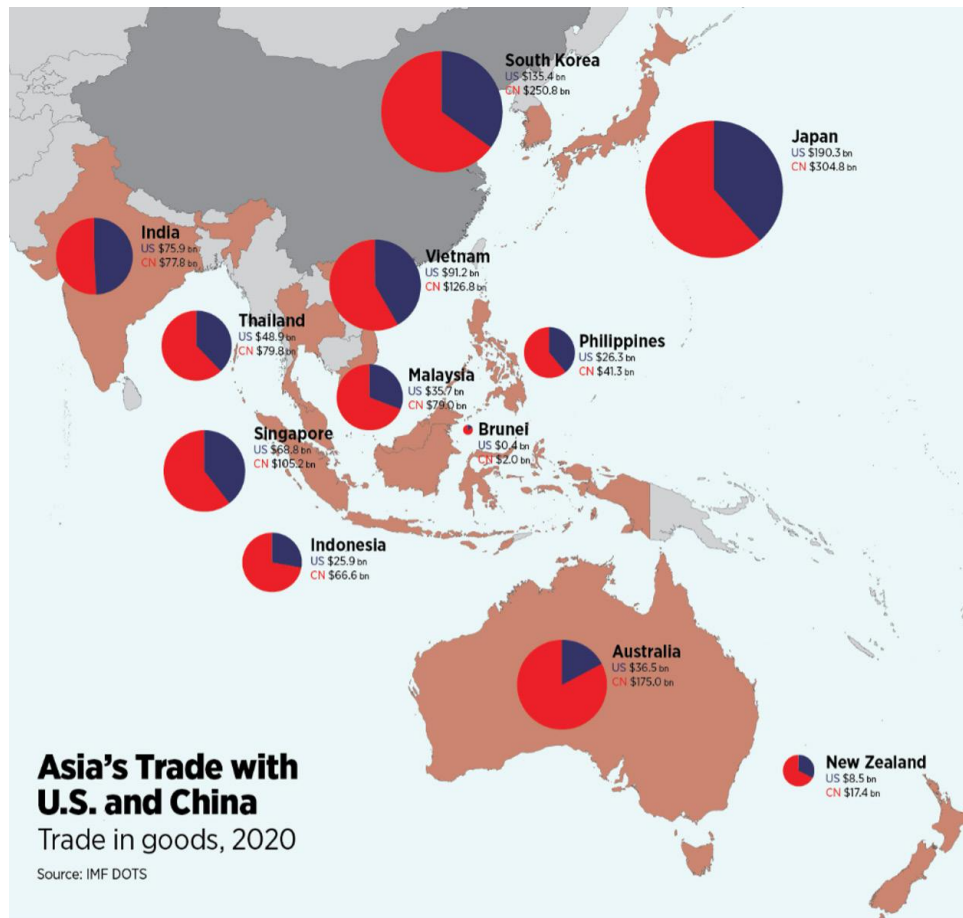 South Korea
US $135.4 bn
CN $250.8 bn
Japan
US $190.3 bn
CN $304.8 bn
India
US $75.9 bn
CN $77.8 bn
Vietnam
US $91.2 bn
CN $126.8 bn
Thailand
US $48.9 bn
CN $79.8 bn
Philippines
US $26.3 bn
CN $41.3 bn
Malaysia
US $35.7 bn
CN $79.0 bn
Brunei
US $0.4 bn
CN $2.0 bn
Singapore
US $68.8 bn
CN $105.2 bn
Indonesia
US $25.9 bn
CN $66.6 bn
Australia
US $36.5 bn
CN $175.0 bn
New Zealand
US $8.5 bn
CN $17.4 bn
Asia's Trade with
U.S. and China
Trade in goods, 2020
Source: IMF DOTS